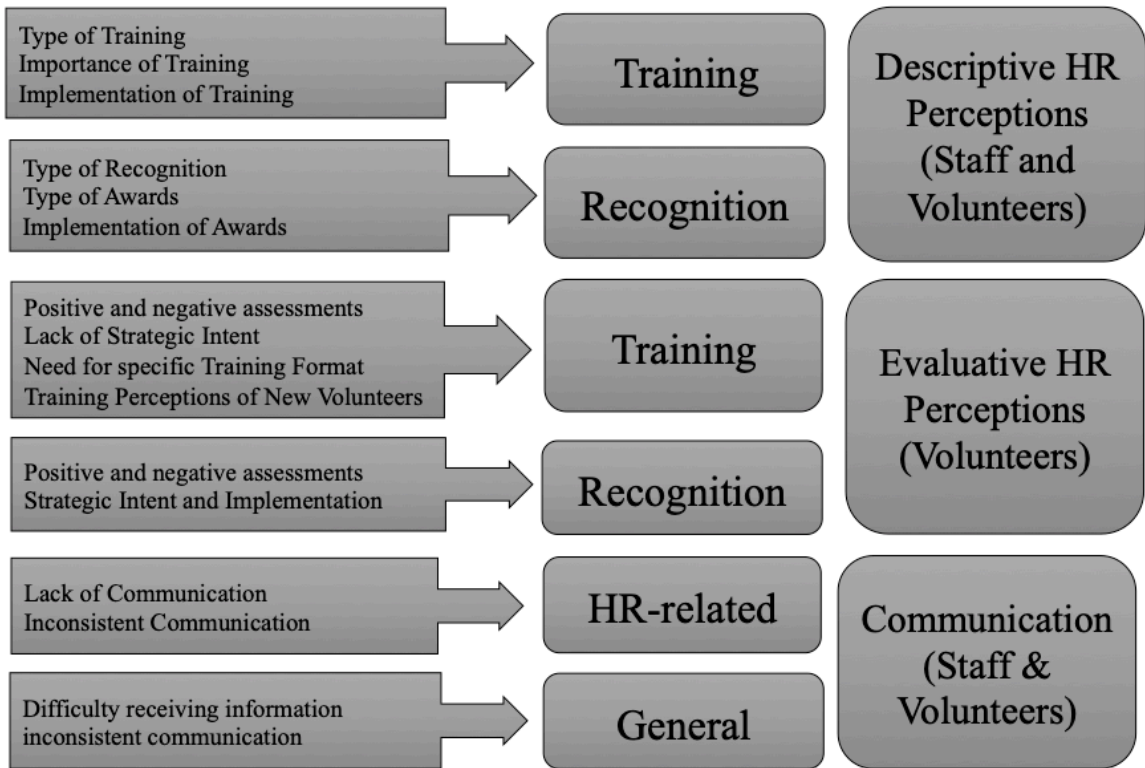 Type of Training
Importance of Training
Implementation of Training
Training
Type of Recognition
Type of Awards
Implementation of Awards
Recognition
Descriptive HR
Perceptions
(Staff and
Volunteers)
Positive and negative assessments
Lack of Strategic Intent
Need for specific Training Format
Training Perceptions of New Volunteers
Training
Positive and negative assessments
Strategic Intent and Implementation
Recognition
Evaluative HR
Perceptions
(Volunteers)
Lack of Communication
Inconsistent Communication
HR-related
Difficulty receiving information
inconsistent communication
General
Communication
(Staff &
Volunteers)